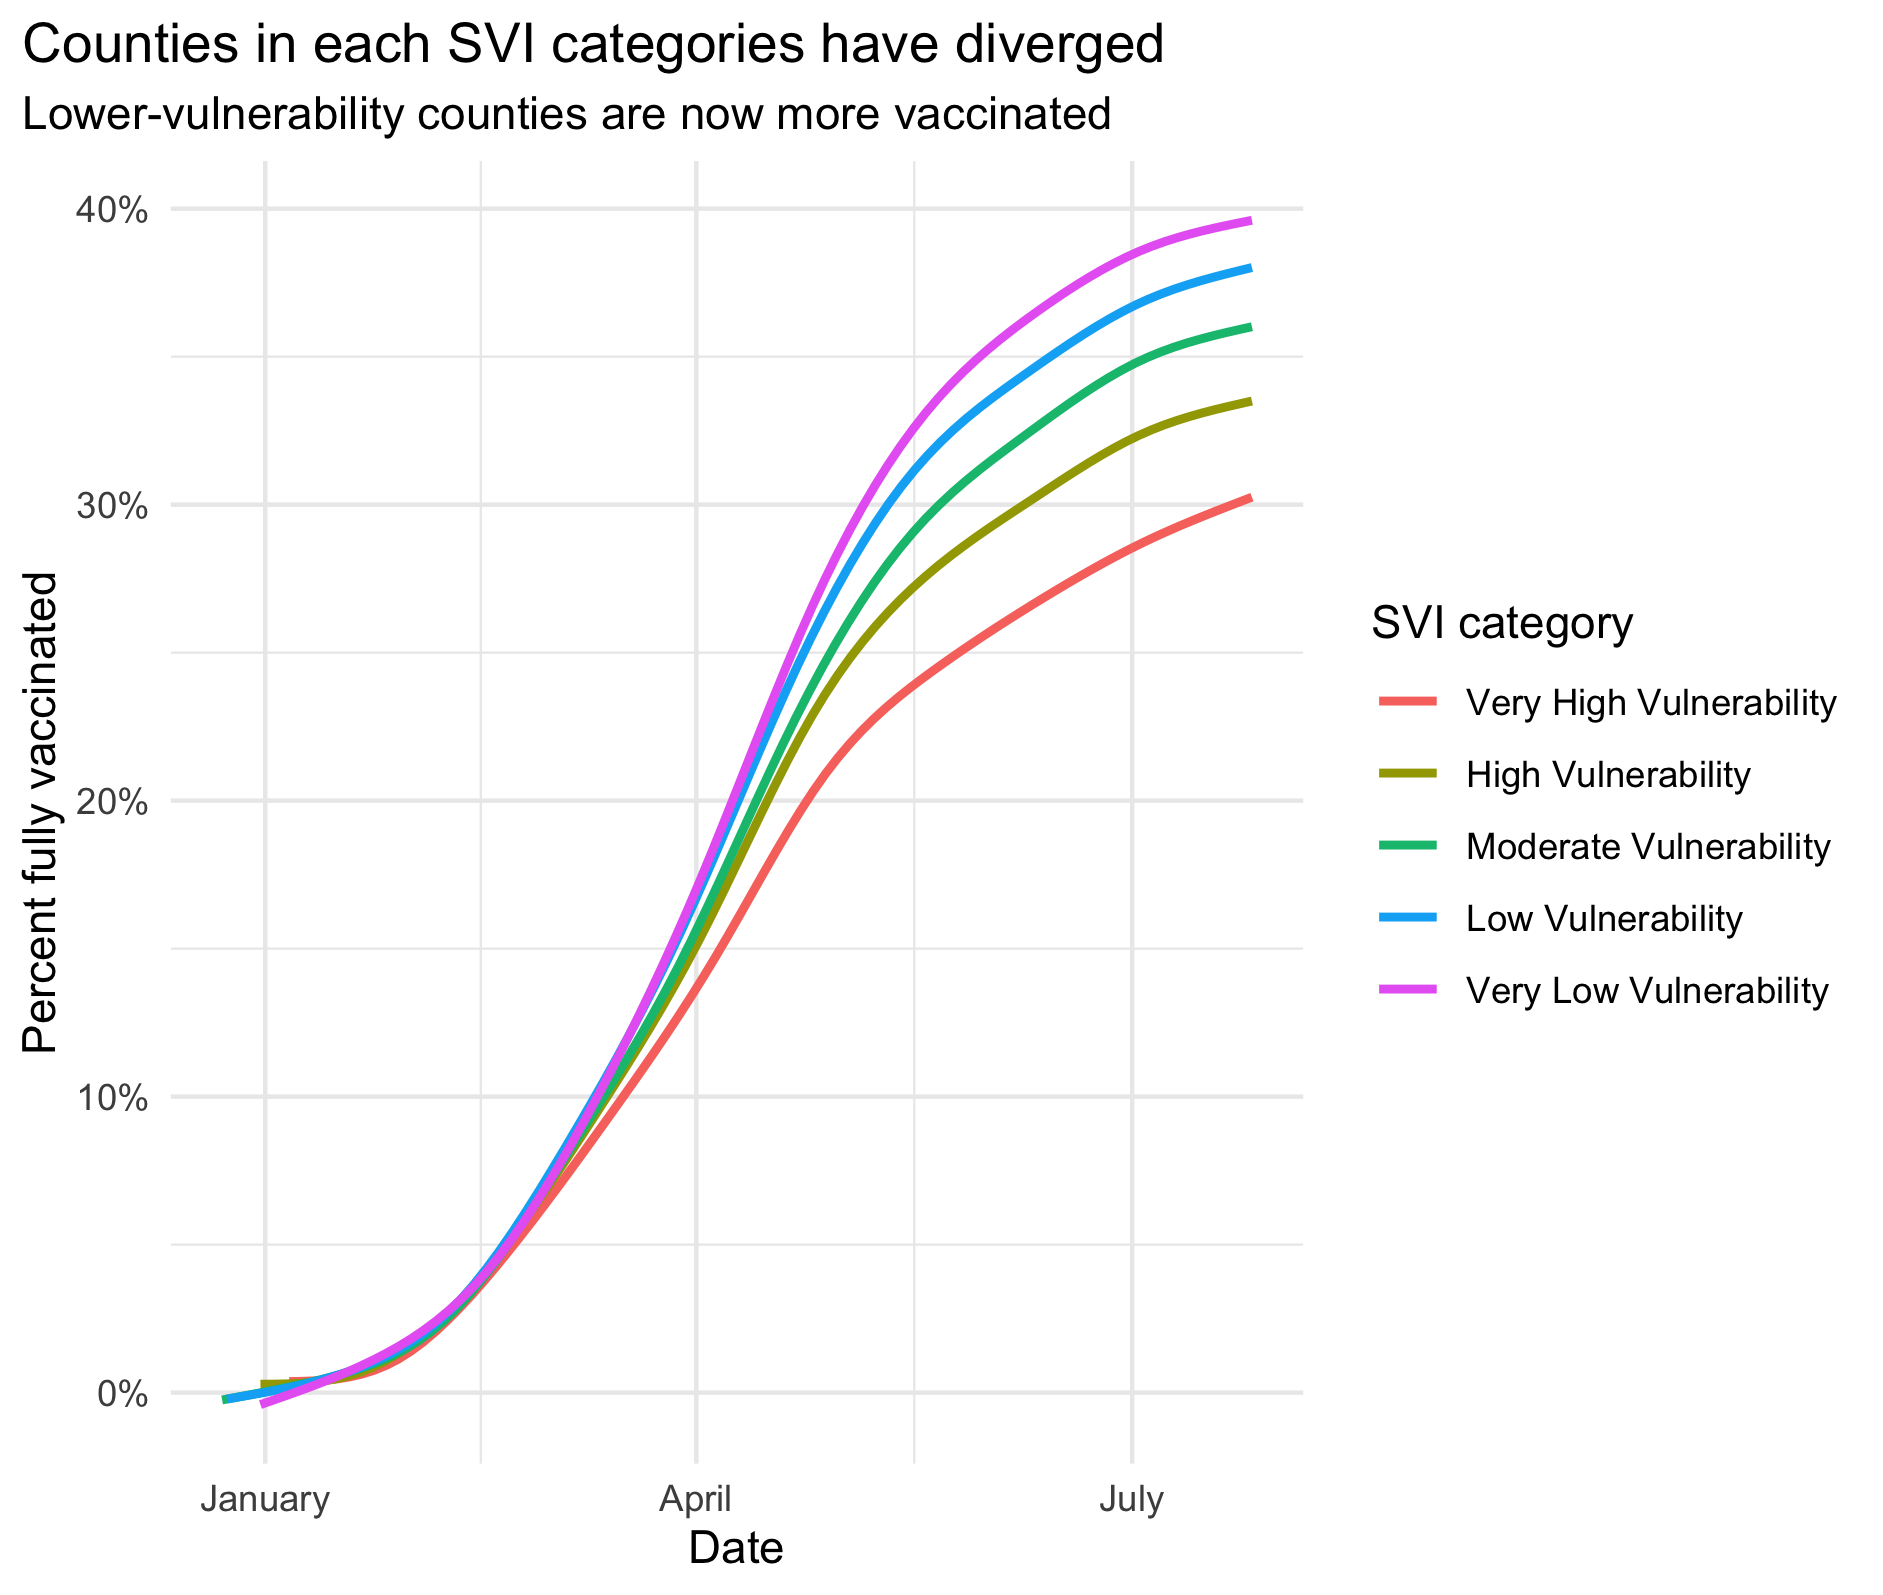 Counties in each SVI categories have diverged
Lower-vulnerability counties are now more vaccinated
Percent fully vaccinated
40%
30%
20%
10%
0%
January
April
July
Date
SVI category
Very High Vulnerability
High Vulnerability
Moderate Vulnerability
Low Vulnerability
Very Low Vulnerability